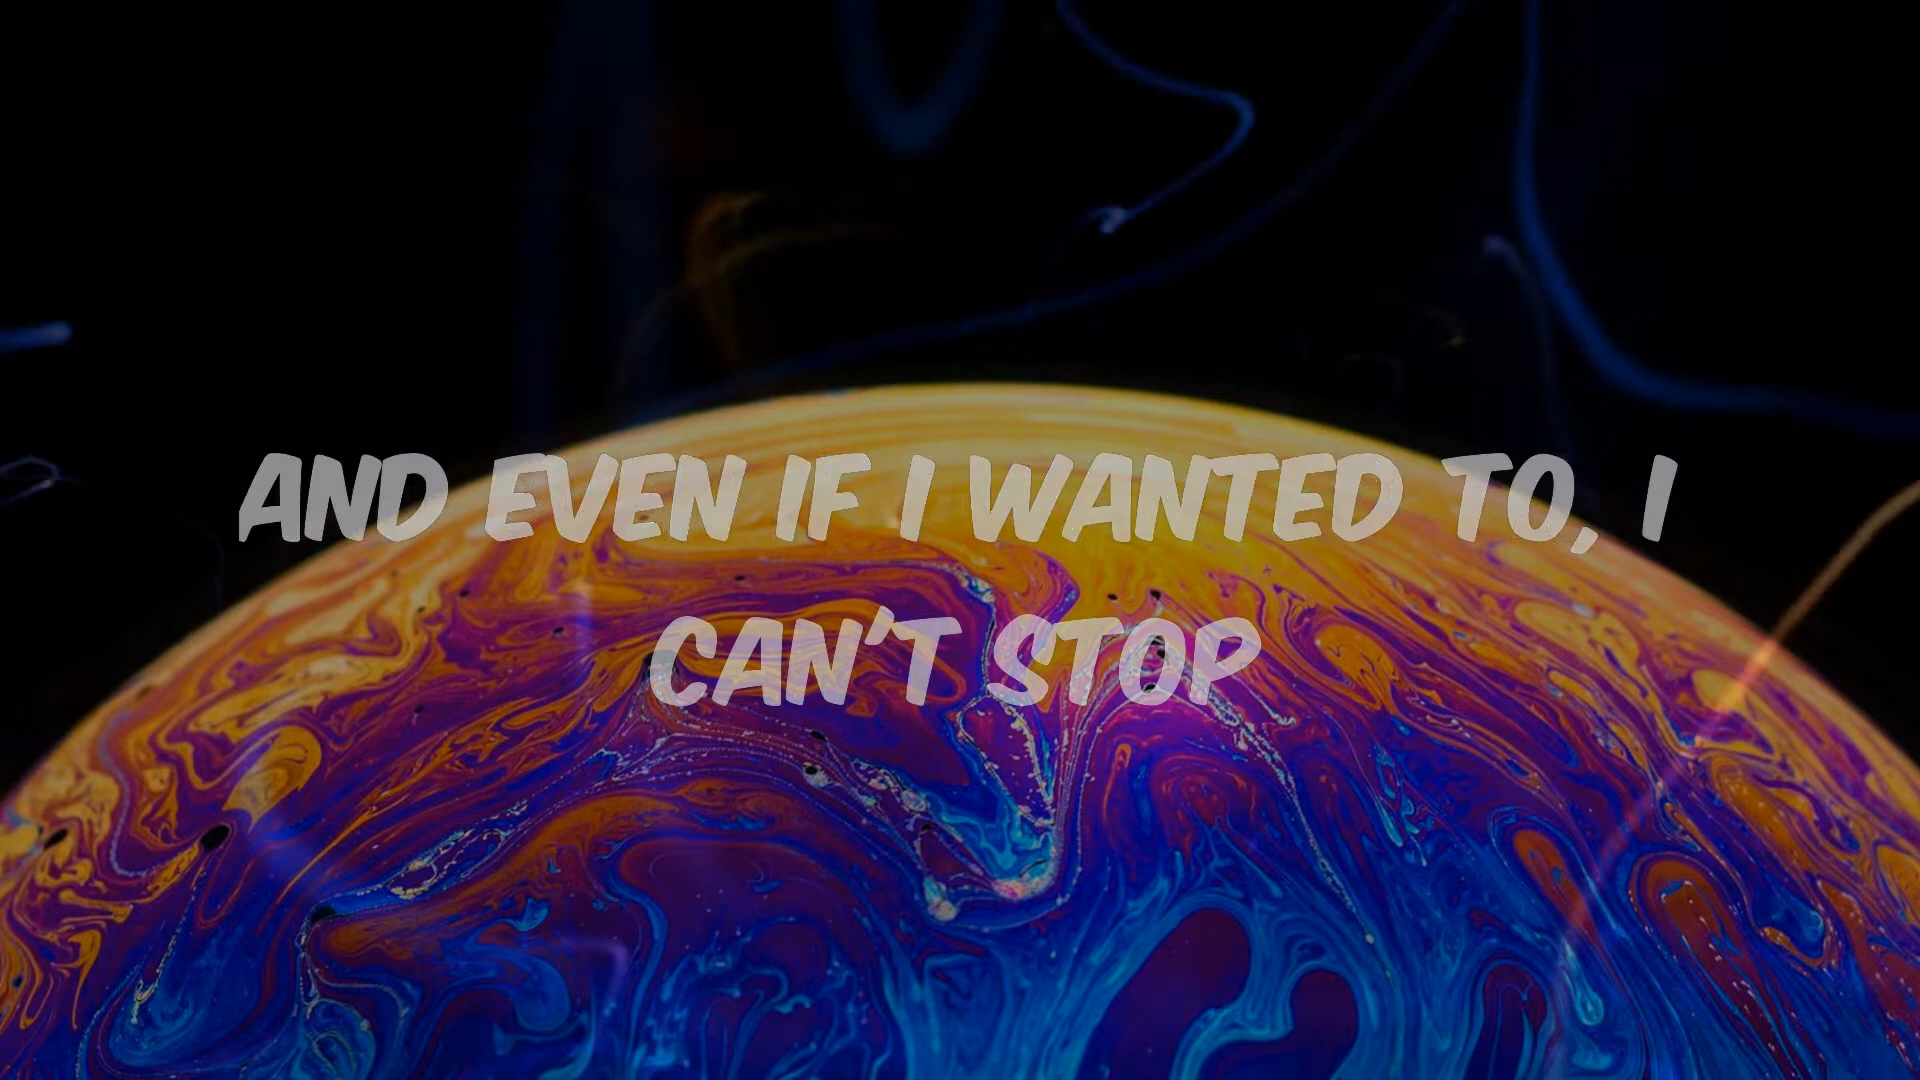 AND EVEN IF I WANTED TO, I
CAN'T STOP